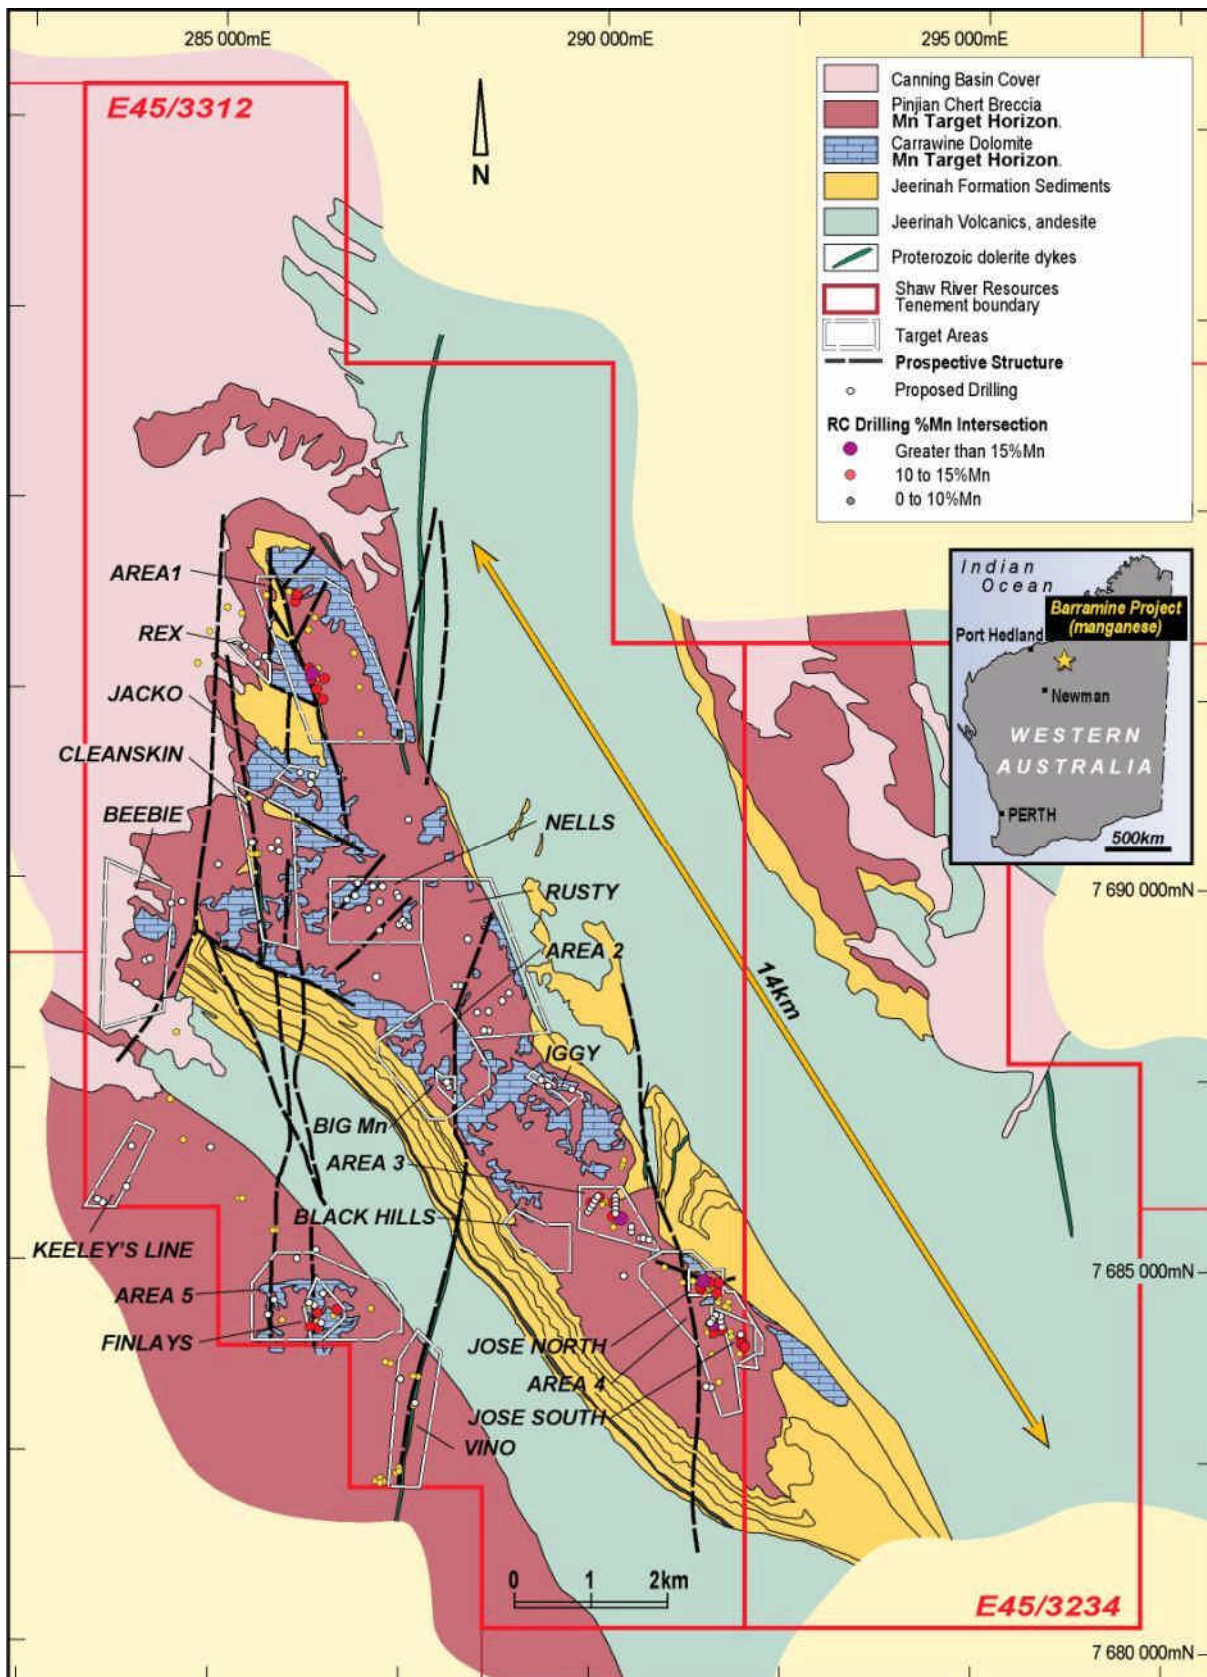 285 000mE
290 000mE
295 000mE
E45/3312
N
Canning Basin Cover
Pinjian Chert Breccia
Mn Target Horizon.
Carrawine Dolomite
Mn Target Horizon.
Jeerinah Formation Sediments
Jeerinah Volcanics, andesite
Proterozoic dolerite dykes
Shaw River Resources
Tenement boundary
Target Areas
Prospective Structure
Proposed Drilling
RC Drilling %Mn Intersection
Greater than 15%Mn
10 to 15%Mn
0 to 10%Mn
Indian
Ocean
Barramine Project
(manganese)
Port Hedland
Newman
WESTERN
AUSTRALIA
PERTH
500km
AREA1
REX
JACKO
CLEANSKIN
BEEBIE
NELLS
RUSTY
AREA 2
7 690 000mN
14km
IGGY
BIG Mn
AREA 3
BLACK HILLS
KEELEY'S LINE
7 685 000mN
AREA 5
FINLAYS
JOSE NORTH
AREA 4
JOSE SOUTH
VINO
0 1 2km
E45/3234
7 680 000mN